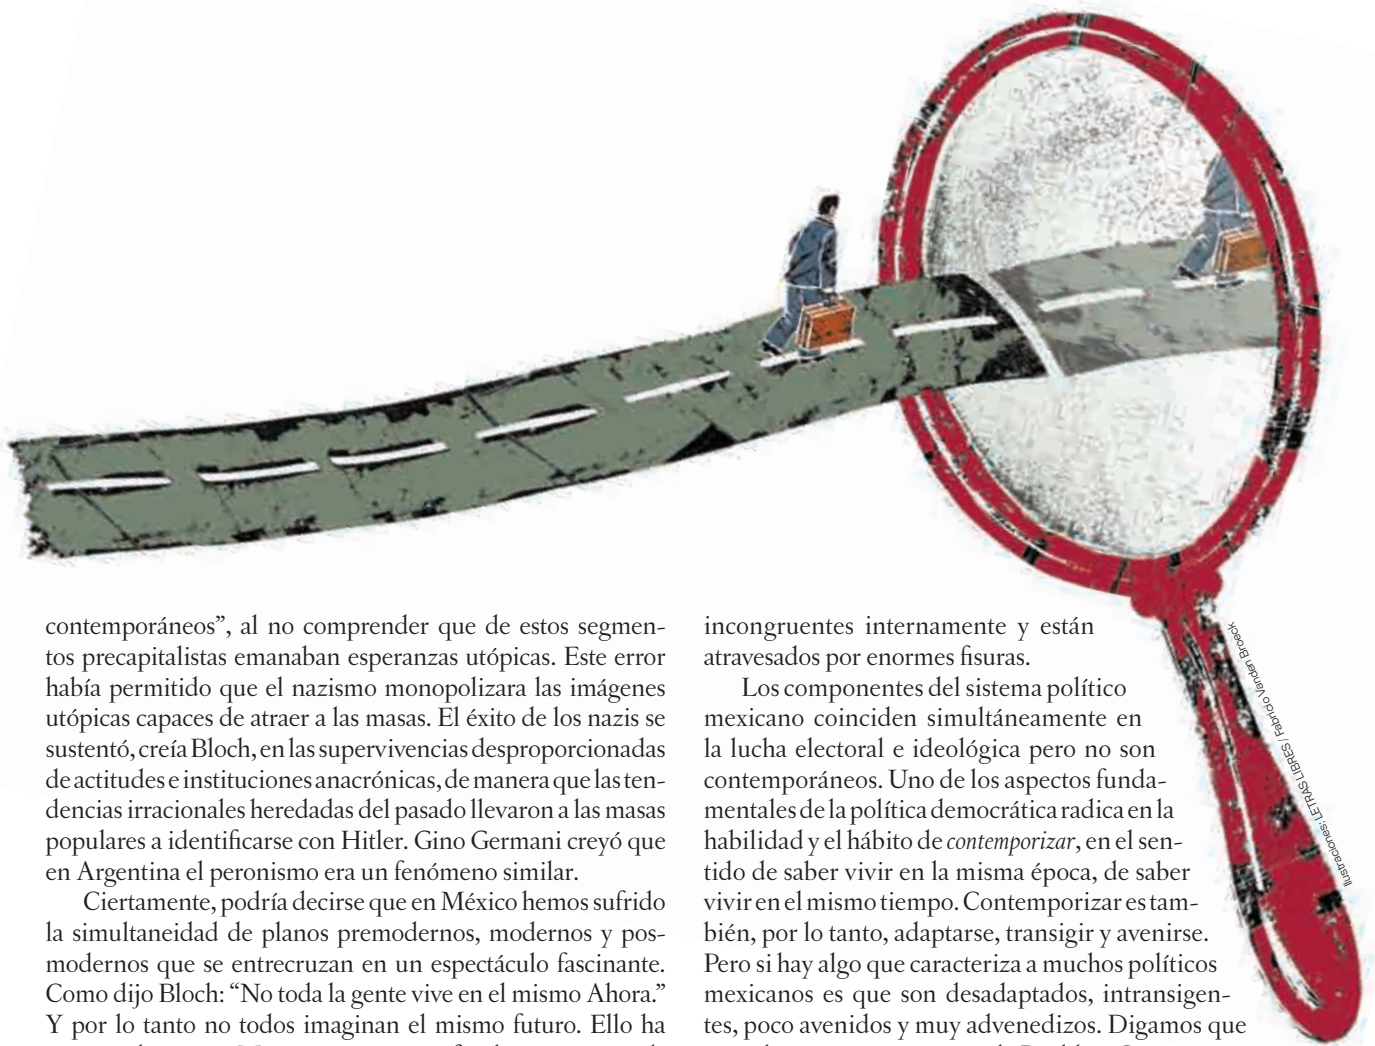 contemporáneos”, al no comprender que de estos segmen-
tos precapitalistas emanaban esperanzas utópicas. Este error
había permitido que el nazismo monopolizara las imágenes
utópicas capaces de atraer a las masas. El éxito de los nazis se
sustentó, creía Bloch, en las supervivencias desproporcionadas
de actitudes e instituciones anacrónicas, de manera que las ten-
dencias irracionales heredadas del pasado llevaron a las masas
populares a identificarse con Hitler. Gino Germani creyó que
en Argentina el peronismo era un fenómeno similar.
Ciertamente, podría decirse que en México hemos sufrido
la simultaneidad de planos premodernos, modernos y pos-
modernos que se entrecruzan en un espectáculo fascinante.
Como dijo Bloch: “No toda la gente vive en el mismo Ahora.”
Y por lo tanto no todos imaginan el mismo futuro. Ello ha
incongruentes internamente y están
atravesados por enormes fisuras.
Los componentes del sistema político
mexicano coinciden simultáneamente en
la lucha electoral e ideológica pero no son
contemporáneos. Uno de los aspectos funda-
mentales de la política democrática radica en la
habilidad y el hábito de contemporizar, en el sen-
tido de saber vivir en la misma época, de saber
vivir en el mismo tiempo. Contemporizar es tam-
bién, por lo tanto, adaptarse, transigir y avenirse.
Pero si hay algo que caracteriza a muchos políticos
mexicanos es que son desadaptados, intransigen-
tes, poco avenidos y muy advenedizos. Digamos que
Ilustraciones: LETRAS LIBRES / Fabricio Vanden Broeck